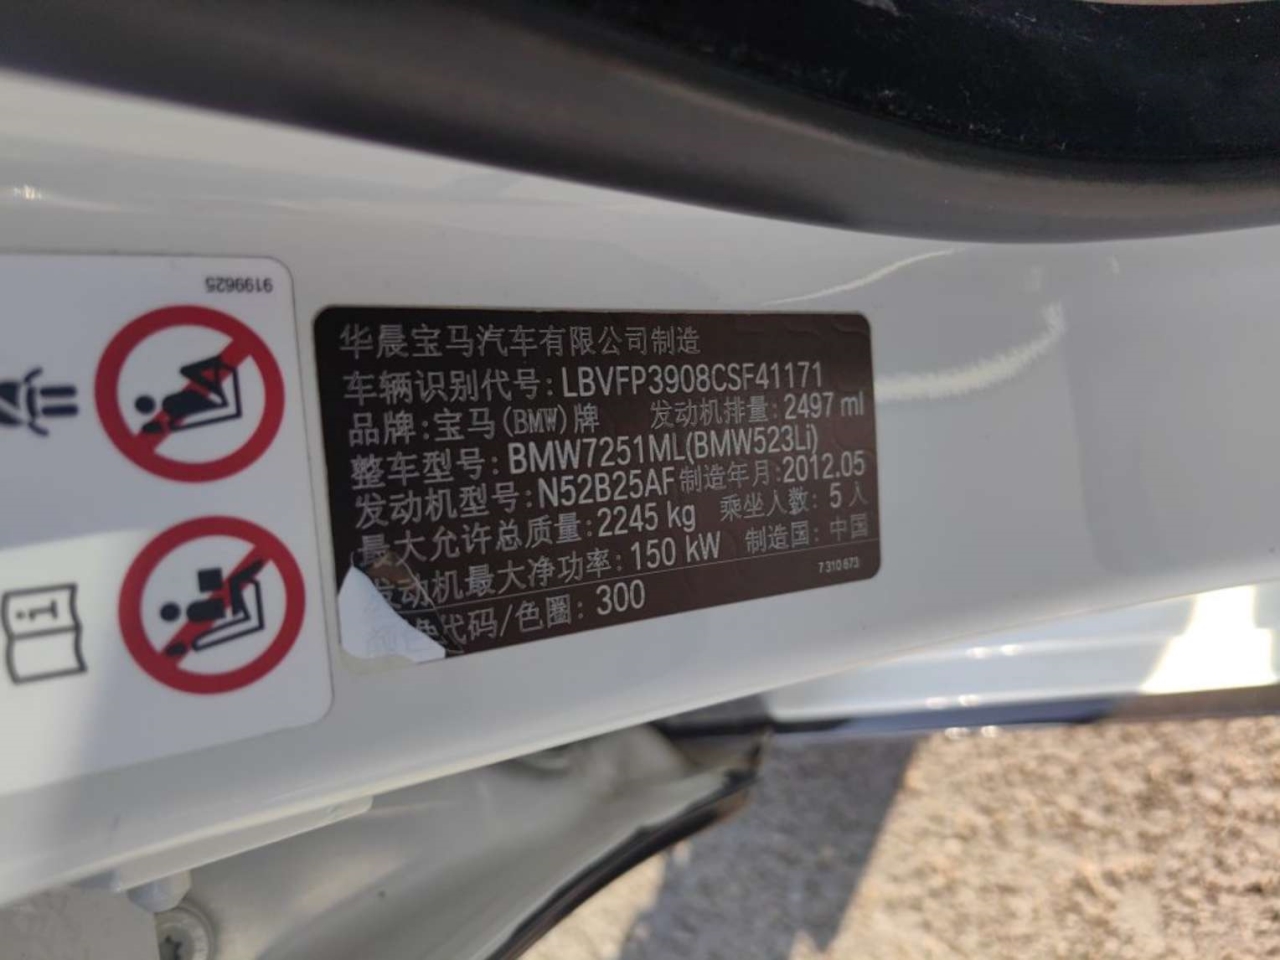 9199625
华晨宝马汽车有限公司制造
车辆识别代号: LBVFP3908CSF41171
品牌: 宝马(BMW)牌 发动机排量: 2497 ml
整车型号: BMW7251ML(BMW523Li)
发动机型号: N52B25AF 制造年月: 2012.05
最大允许总质量: 2245 kg 乘坐人数: 5 人
发动机最大净功率: 150 kW 制造国: 中国
颜色代码/色圈: 300 7 310 673